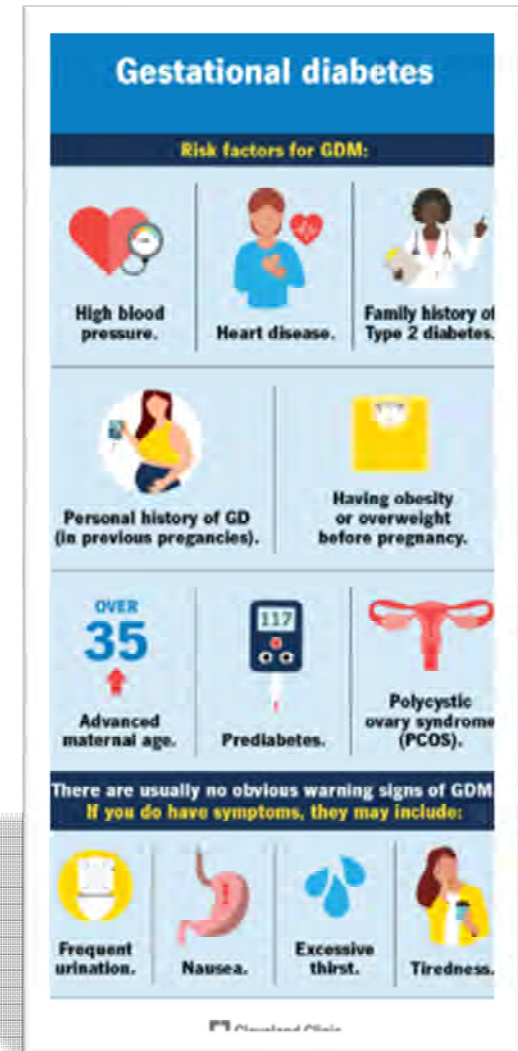 Gestational diabetes
Risk factors for GDM:
High blood
pressure.
Heart disease.
Family history of
Type 2 diabetes.
Personal history of GD
(in previous pregancies).
Having obesity
or overweight
before pregnancy.
OVER
35
Advanced
maternal age.
117
Prediabetes.
Polycystic
ovary syndrome
(PCOS).
There are usually no obvious warning signs of GDM
If you do have symptoms, they may include:
Frequent
urination.
Nausea.
Excessive
thirst.
Tiredness.
Cleveland Clinic